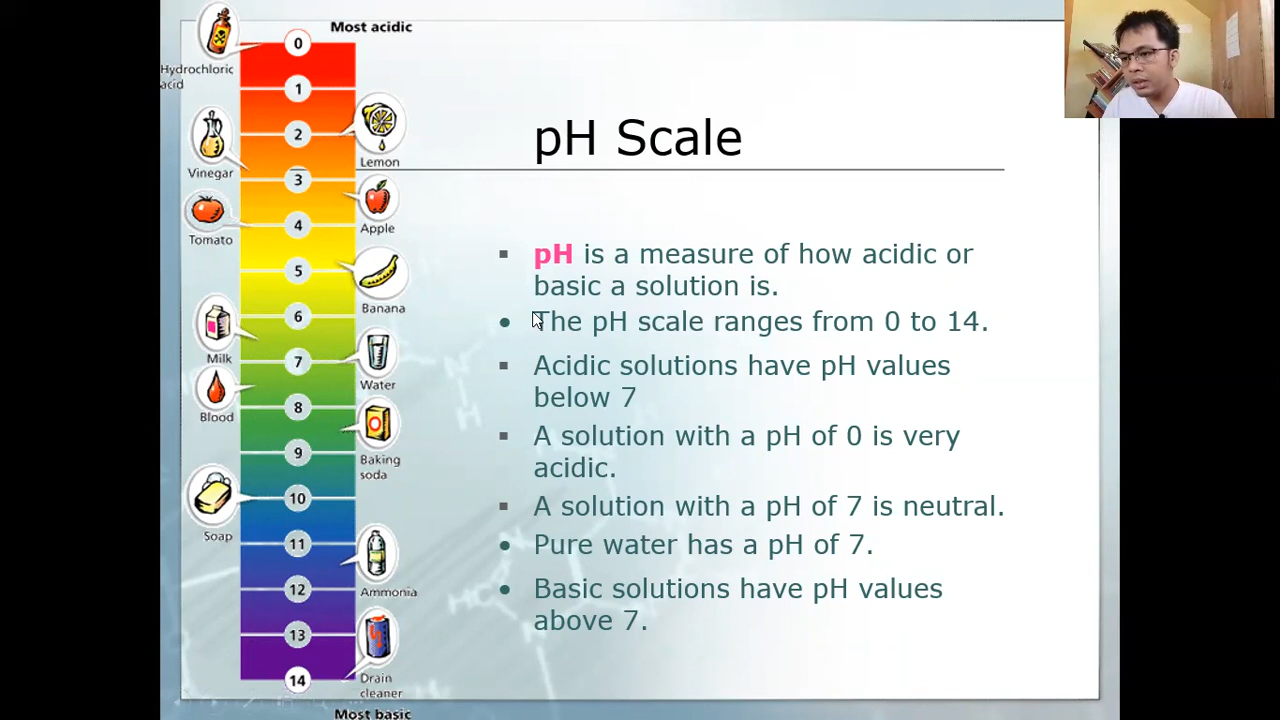 Most acidic
0
Hydrochloric
acid
1
2
Lemon
Vinegar
3
4
Apple
Tomato
5
Banana
6
Milk
7
Water
Blood
8
Baking
soda
9
10
Soap
11
Ammonia
12
13
14
Drain
cleaner
Most basic
pH Scale
▪ pH is a measure of how acidic or
basic a solution is.
• The pH scale ranges from 0 to 14.
▪ Acidic solutions have pH values
below 7
▪ A solution with a pH of 0 is very
acidic.
▪ A solution with a pH of 7 is neutral.
• Pure water has a pH of 7.
• Basic solutions have pH values
above 7.